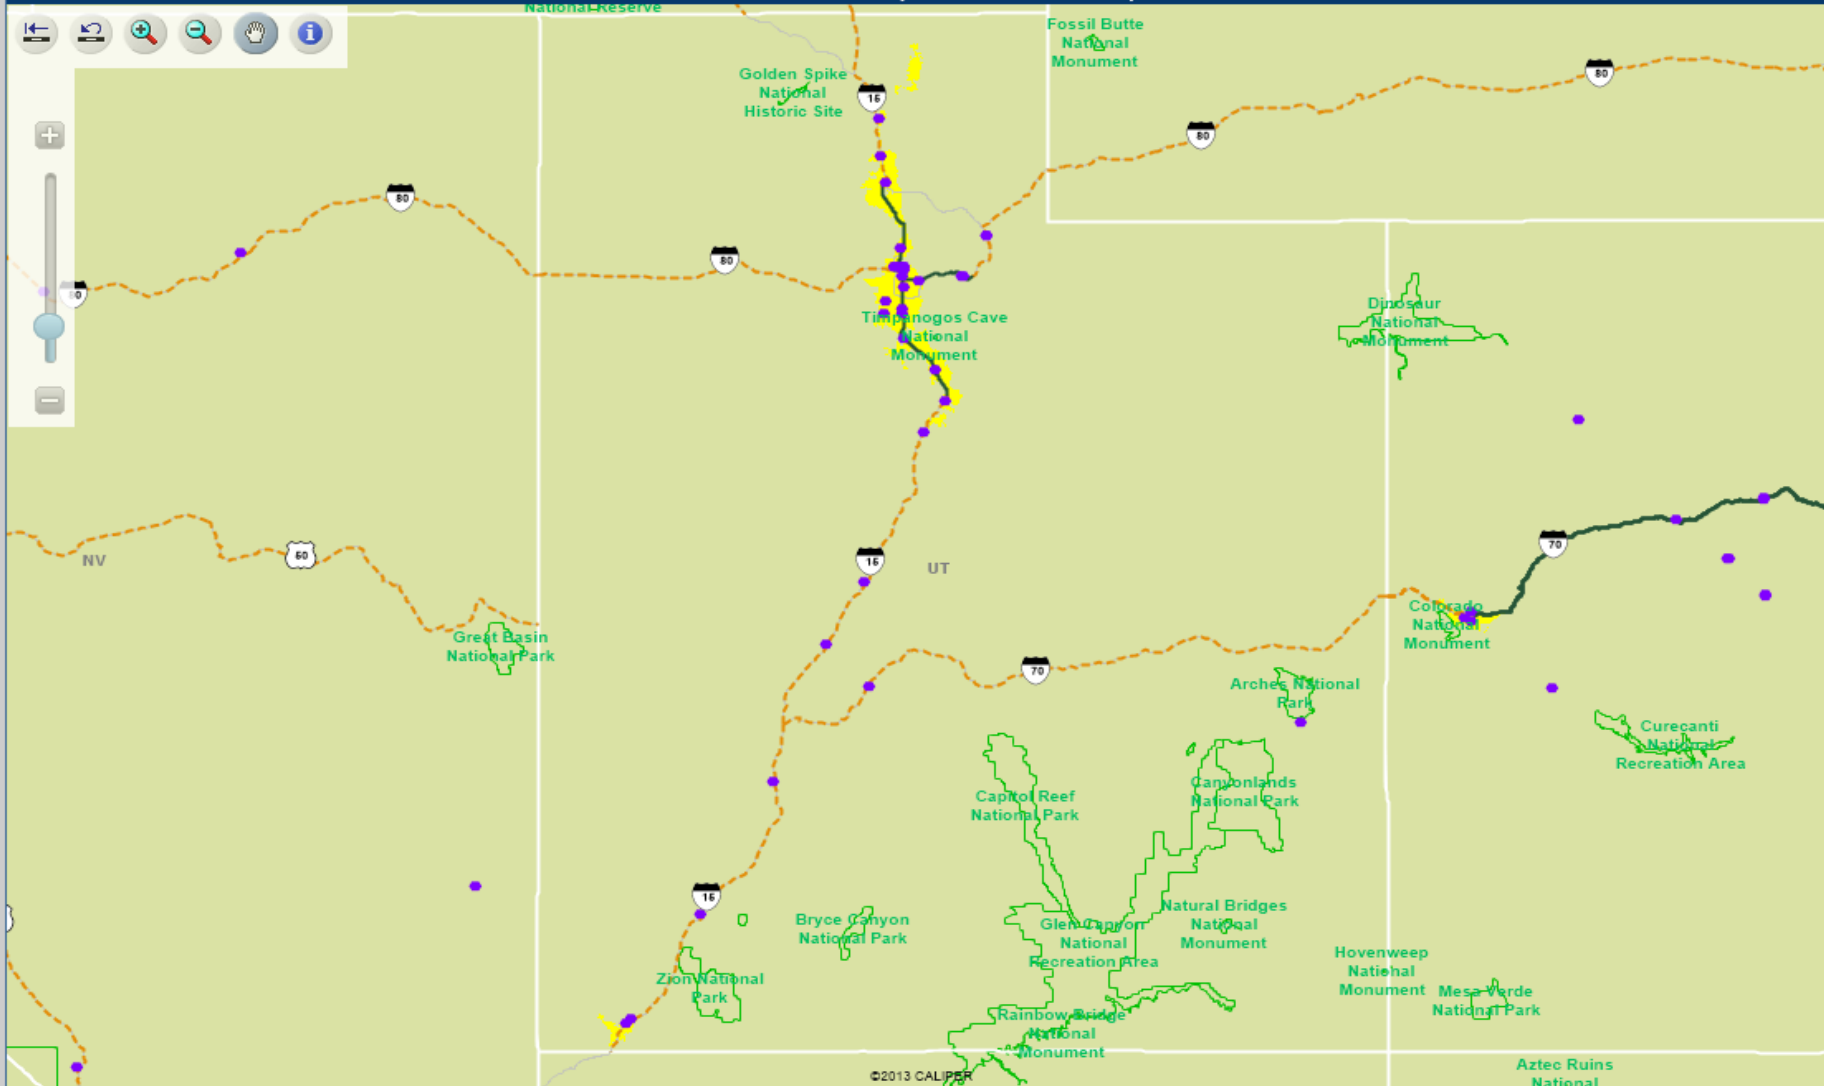 National Reserve
Fossil Butte
National
Monument
80
Golden Spike
National
Historic Site
15
80
80
80
80
Dinosaur
National
Monument
Timpanogos Cave
National
Monument
70
50
NV
15
UT
Colorado
National
Monument
Great Basin
National Park
70
Arches National
Park
Curecanti
National
Recreation Area
Canyonlands
National Park
Capitol Reef
National Park
15
Natural Bridges
National
Monument
Bryce Canyon
National Park
Glen Canyon
National
Recreation Area
Hovenweep
National
Monument
Zion National
Park
Mesa Verde
National Park
Rainbow Bridge
National
Monument
Aztec Ruins
National
©2013 CALIPER